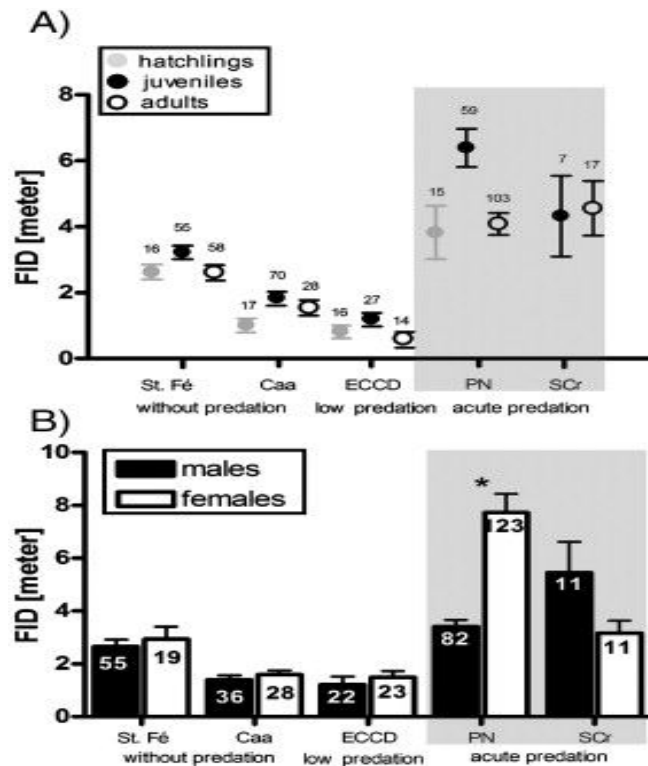 A)
hatchlings
juveniles
adults
FID [meter]
8
6
4
2
0
16 55 58 17 70 28 16 27 14 15 59 103 7 17
St. Fé Caa ECCD PN SCr
without predation low predation acute predation
B)
males
females
FID [meter]
10
8
6
4
2
0
*
55 19 36 28 22 23 82 123 11 11
St. Fé Caa ECCD PN SCr
without predation low predation acute predation